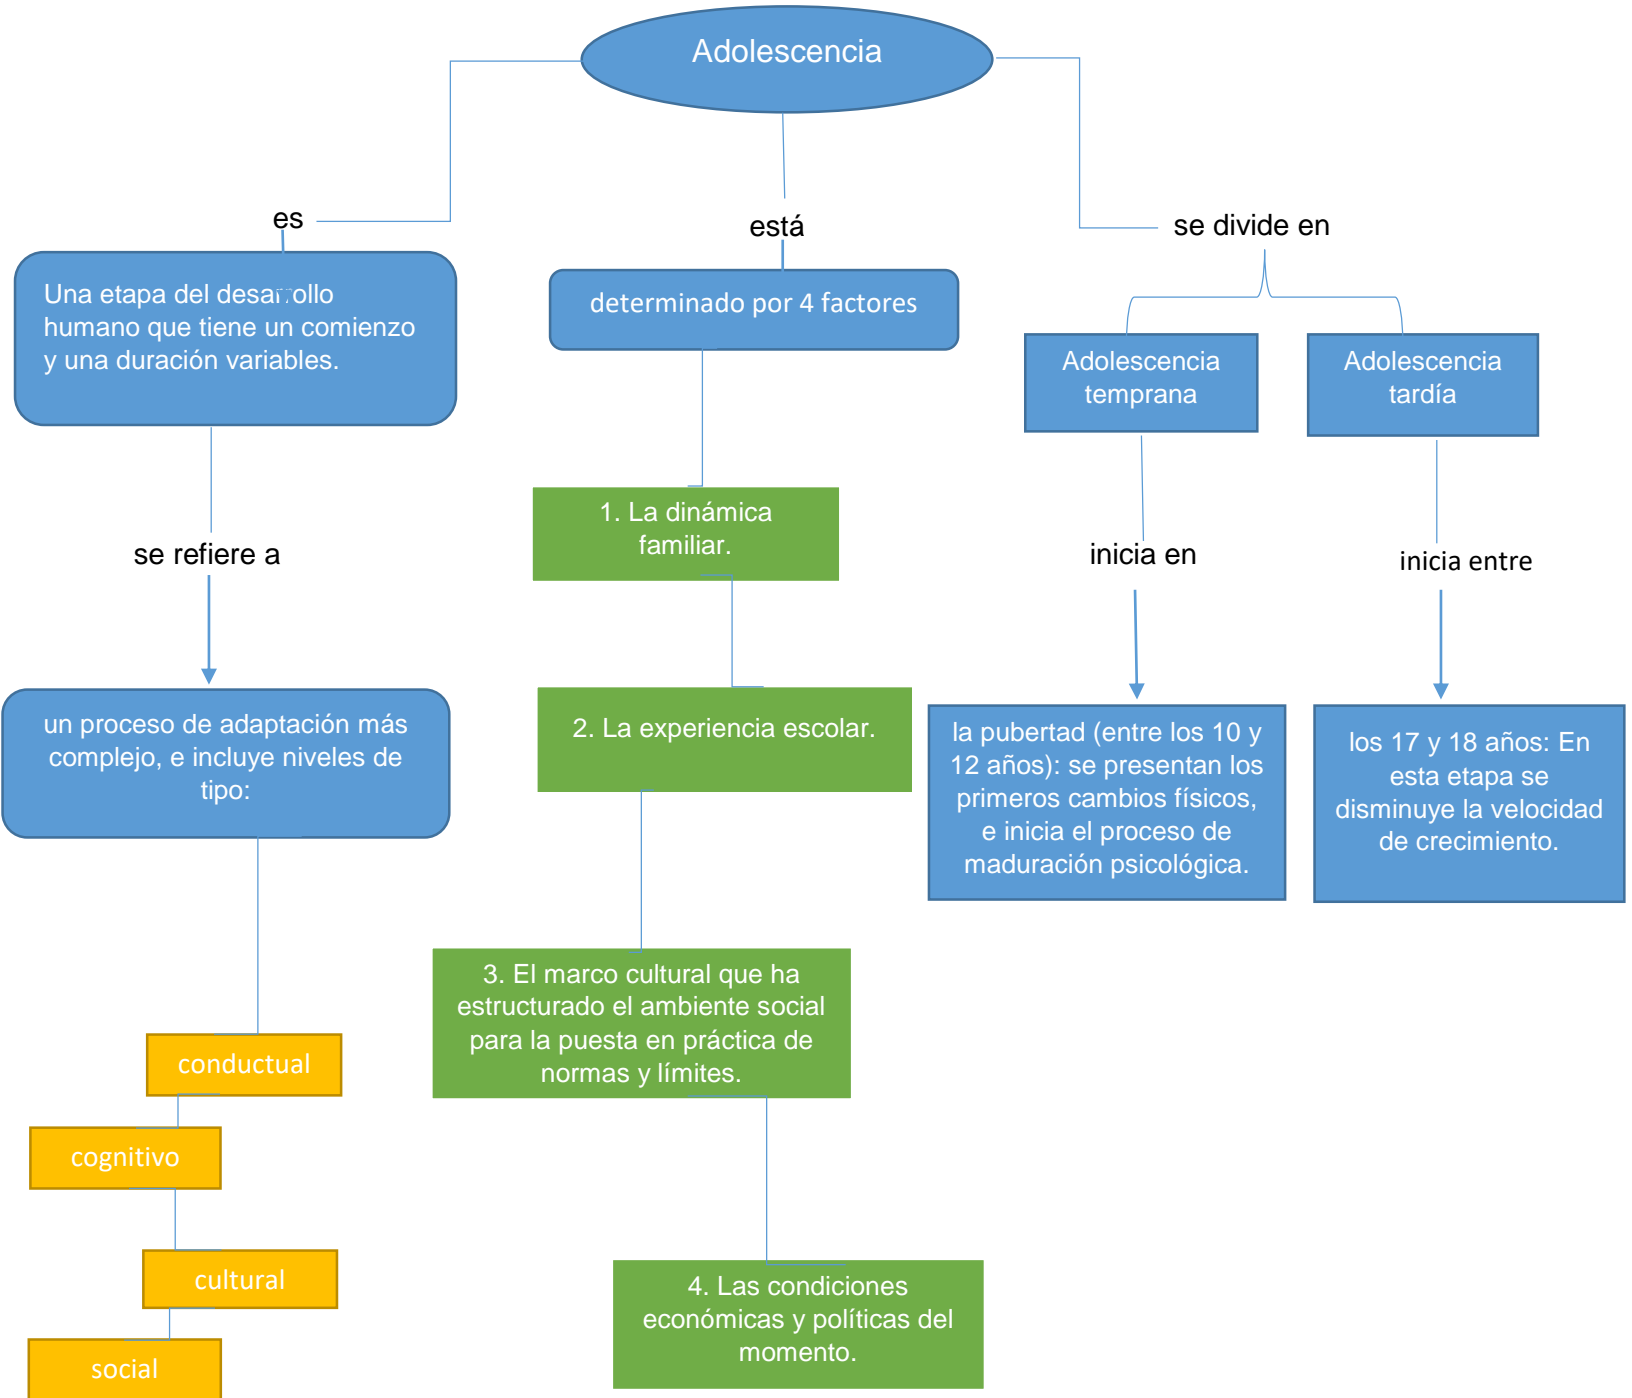 Adolescencia
es
Una etapa del desarrollo
humano que tiene un comienzo
y una duración variables.
se refiere a
un proceso de adaptación más
complejo, e incluye niveles de
tipo:
conductual
cognitivo
cultural
social
está
determinado por 4 factores
1. La dinámica
familiar.
2. La experiencia escolar.
3. El marco cultural que ha
estructurado el ambiente social
para la puesta en práctica de
normas y límites.
4. Las condiciones
económicas y políticas del
momento.
se divide en
Adolescencia
temprana
inicia en
la pubertad (entre los 10 y
12 años): se presentan los
primeros cambios físicos,
e inicia el proceso de
maduración psicológica.
Adolescencia
tardía
inicia entre
los 17 y 18 años: En
esta etapa se
disminuye la velocidad
de crecimiento.